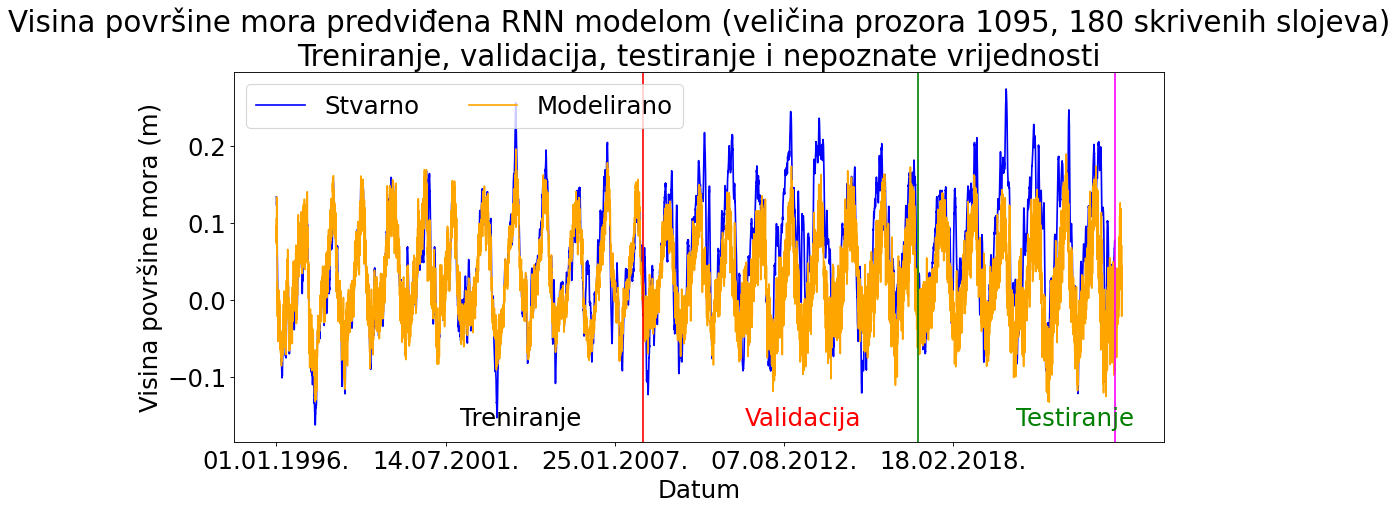 Visina površine mora predviđena RNN modelom (veličina prozora 1095, 180 skrivenih slojeva)
Treniranje, validacija, testiranje i nepoznate vrijednosti
Stvarno Modelirano
Visina površine mora (m)
0.2
0.1
0.0
−0.1
Treniranje Validacija Testiranje
01.01.1996. 14.07.2001. 25.01.2007. 07.08.2012. 18.02.2018.
Datum